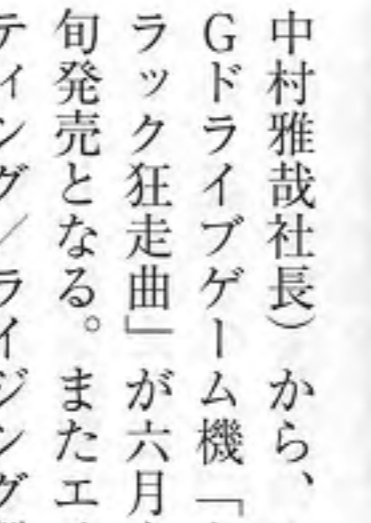 中村雅哉社長）から、
Ｇドライブゲーム機「
ラック狂走曲」が六月
旬発売となる。またエ
ティング／ライジング